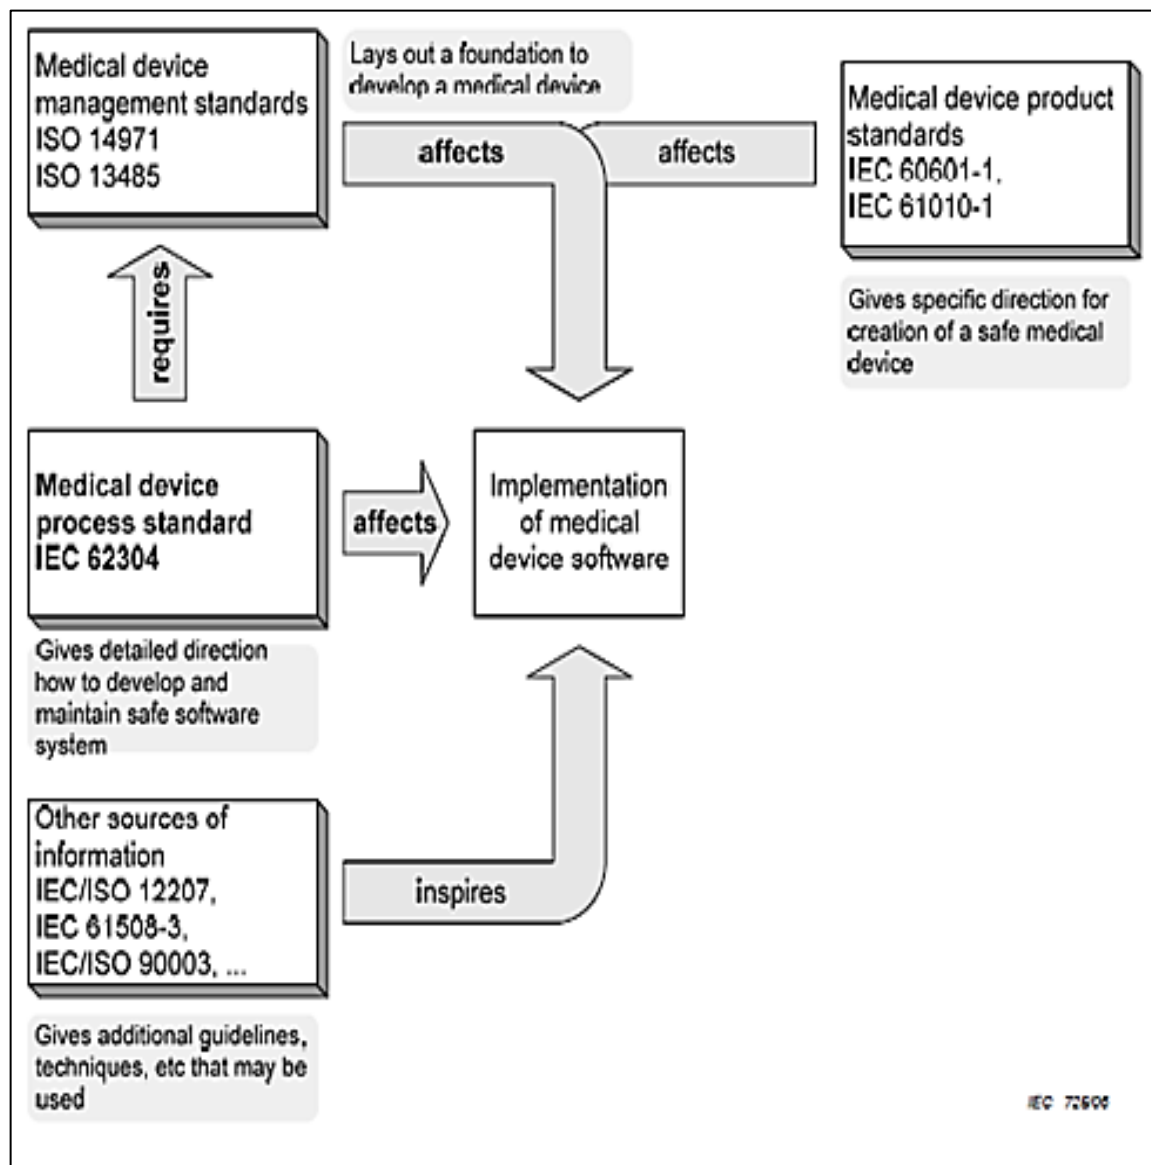 Medical device
management standards
ISO 14971
ISO 13485
Lays out a foundation to
develop a medical device
affects
affects
Medical device product
standards
IEC 60601-1,
IEC 61010-1
Gives specific direction for
creation of a safe medical
device
requires
Medical device
process standard
IEC 62304
affects
Implementation
of medical
device software
Gives detailed direction
how to develop and
maintain safe software
system
Other sources of
information
IEC/ISO 12207,
IEC 61508-3,
IEC/ISO 90003, ...
inspires
Gives additional guidelines,
techniques, etc that may be
used
IEC